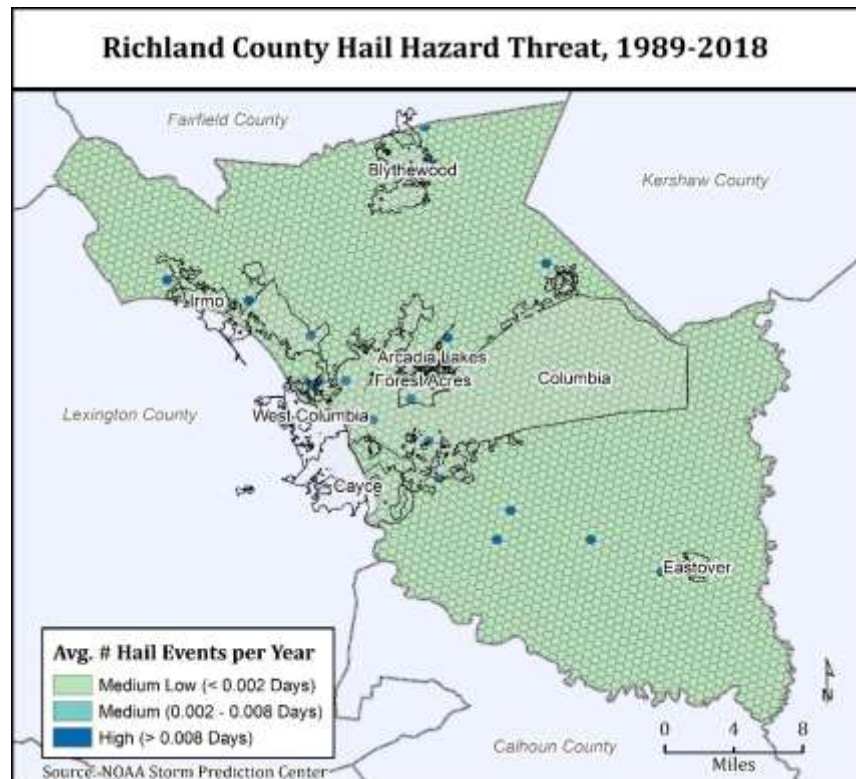 Richland County Hail Hazard Threat, 1989-2018
Fairfield County
Blythewood
Kershaw County
Irmo
Arcadia Lakes
Forest Acres
Columbia
Lexington County
West Columbia
Cayce
Eastover
Avg. # Hail Events per Year
Medium Low (< 0.002 Days)
Medium (0.002 - 0.008 Days)
High (> 0.008 Days)
N
0 4 8
Miles
Calhoun County
Source: NOAA Storm Prediction Center